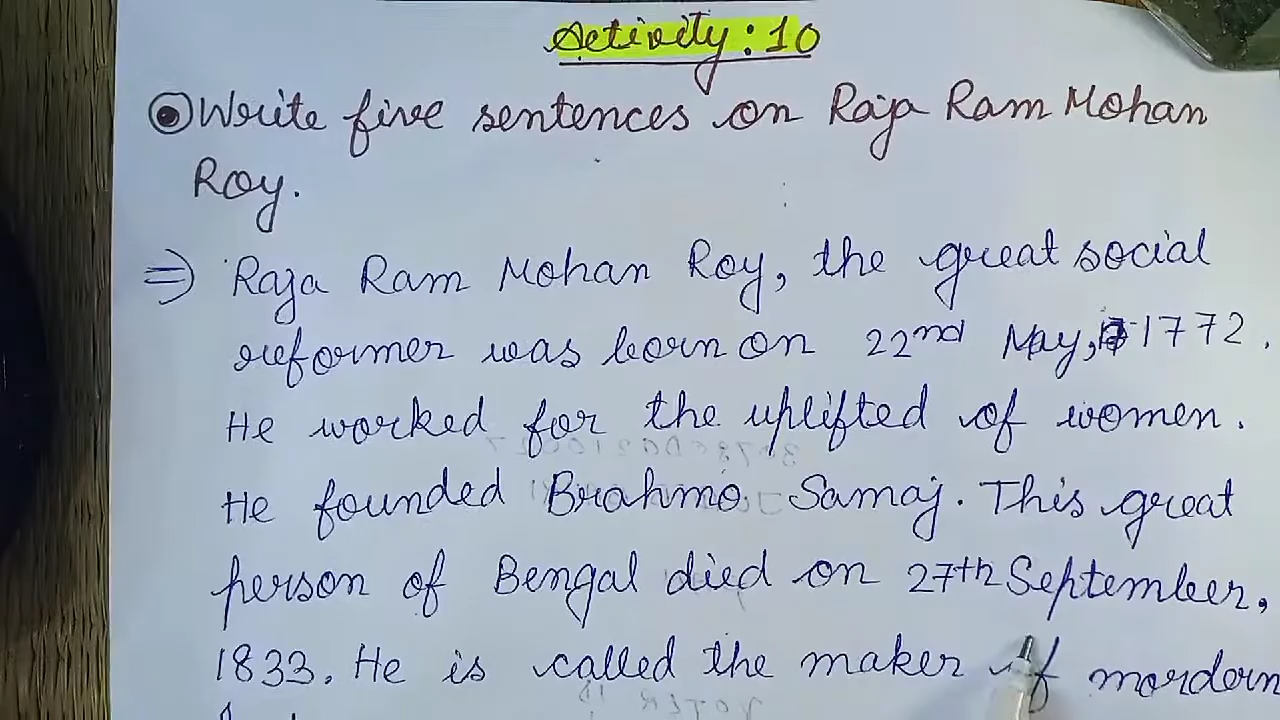 Activity: 10
Write five sentences on Raja Ram Mohan
Roy.
⇒ Raja Ram Mohan Roy, the great social
reformer was born on 22nd May, 1772.
He worked for the uplifted of women.
He founded Brahmo Samaj. This great
person of Bengal died on 27th September,
1833. He is called the maker of mordern